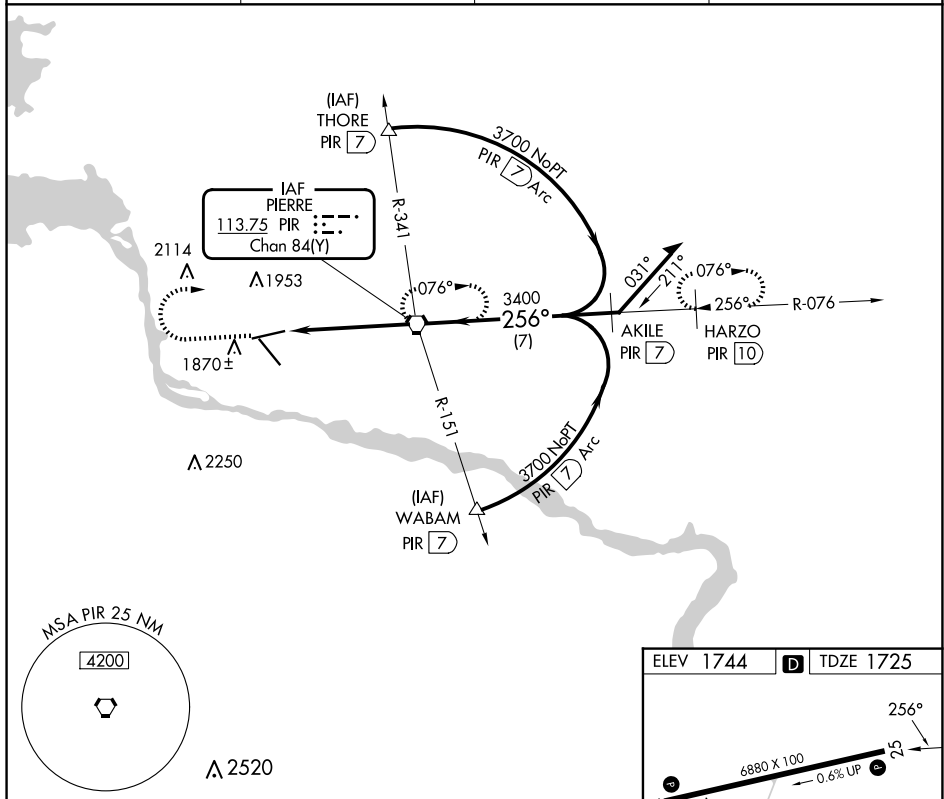 (IAF)
THORE
PIR 7
3700 NoPT
PIR 7 Arc
IAF
PIERRE
113.75 PIR
Chan 84(Y)
R-341
2114
1953
076°
3400
256°
(7)
031°
211°
076°
256°
R-076
AKILE
PIR 7
HARZO
PIR 10
1870±
R-151
2250
3700 NoPT
PIR 7 Arc
(IAF)
WABAM
PIR 7
MSA PIR 25 NM
4200
2520
ELEV 1744 D TDZE 1725
256°
25
6880 X 100
0.6% UP
P
P